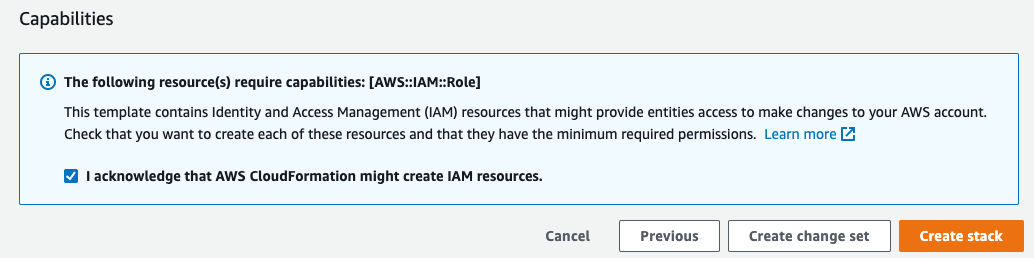 Capabilities
The following resource(s) require capabilities: [AWS::IAM::Role]
This template contains Identity and Access Management (IAM) resources that might provide entities access to make changes to your AWS account.
Check that you want to create each of these resources and that they have the minimum required permissions. Learn more
I acknowledge that AWS CloudFormation might create IAM resources.
Cancel Previous Create change set Create stack